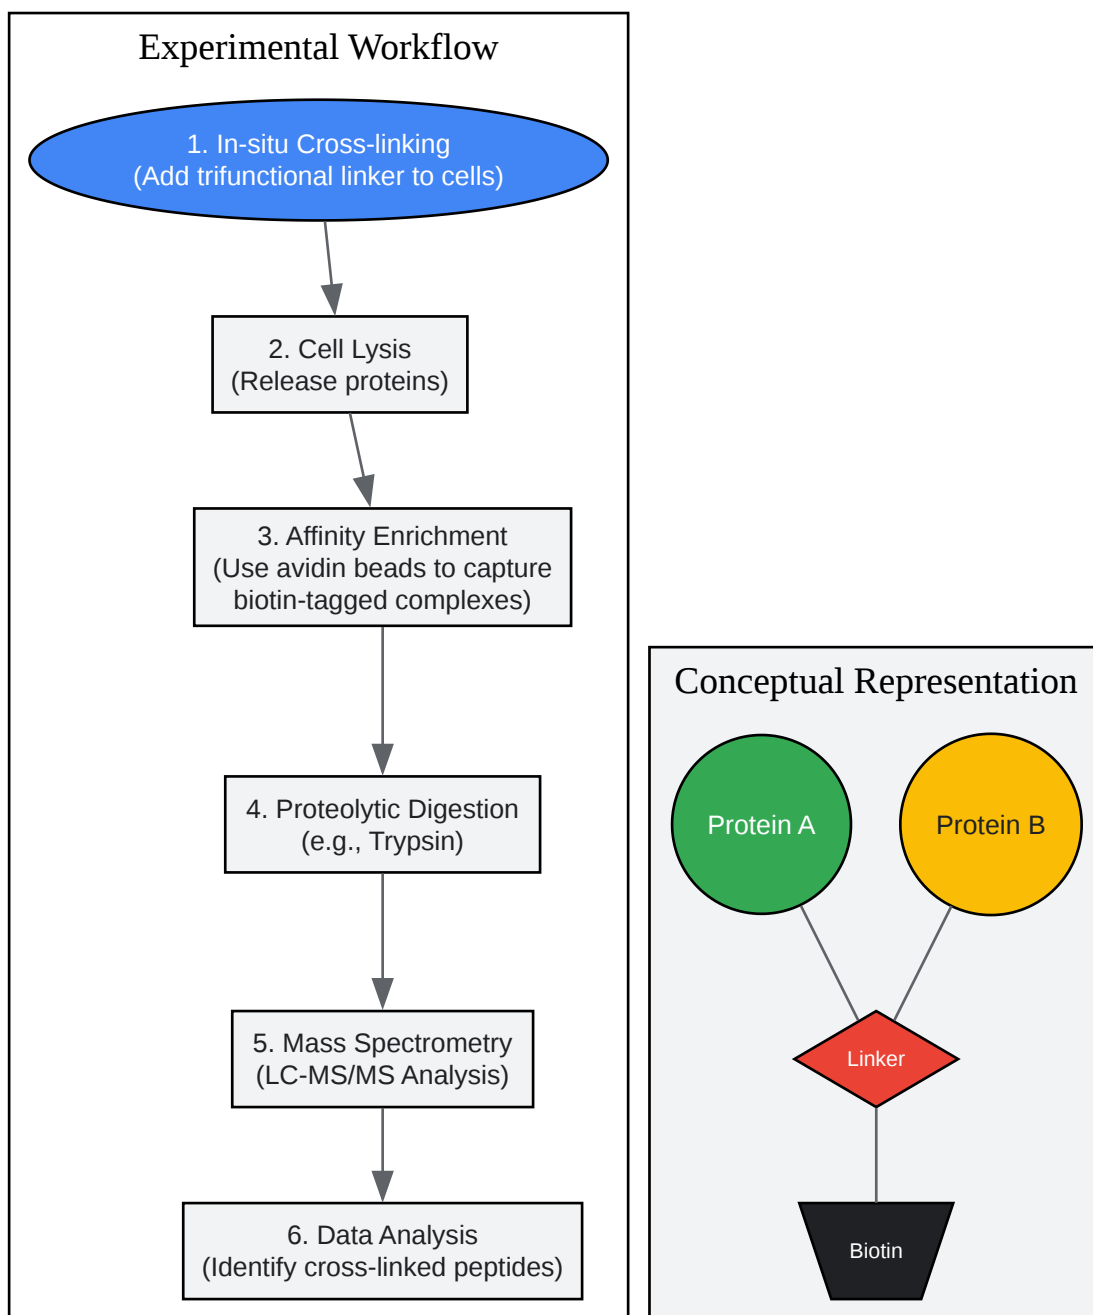 Experimental Workflow
1. In-situ Cross-linking
(Add trifunctional linker to cells)
2. Cell Lysis
(Release proteins)
3. Affinity Enrichment
(Use avidin beads to capture
biotin-tagged complexes)
4. Proteolytic Digestion
(e.g., Trypsin)
5. Mass Spectrometry
(LC-MS/MS Analysis)
6. Data Analysis
(Identify cross-linked peptides)
Conceptual Representation
Protein A
Protein B
Linker
Biotin